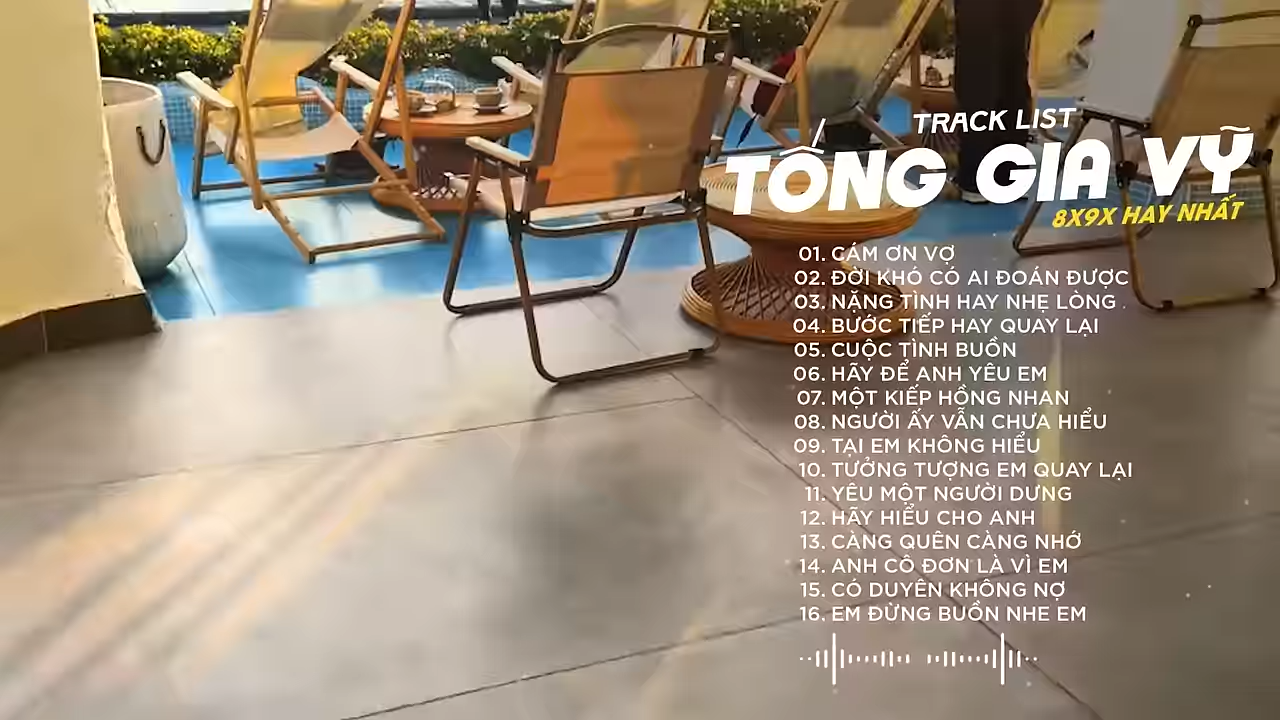 TRACK LIST
TỐNG GIA VỸ
8X9X HAY NHẤT
01. CÁM ƠN VỢ
02. ĐỜI KHÓ CÓ AI ĐOÁN ĐƯỢC
03. NẶNG TÌNH HAY NHẸ LÒNG
04. BƯỚC TIẾP HAY QUAY LẠI
05. CUỘC TÌNH BUỒN
06. HÃY ĐỂ ANH YÊU EM
07. MỘT KIẾP HỒNG NHAN
08. NGƯỜI ẤY VẪN CHƯA HIỂU
09. TẠI EM KHÔNG HIỂU
10. TƯỞNG TƯỢNG EM QUAY LẠI
11. YÊU MỘT NGƯỜI DƯNG
12. HÃY HIỂU CHO ANH
13. CÀNG QUÊN CÀNG NHỚ
14. ANH CÔ ĐƠN LÀ VÌ EM
15. CÓ DUYÊN KHÔNG NỢ
16. EM ĐỪNG BUỒN NHE EM